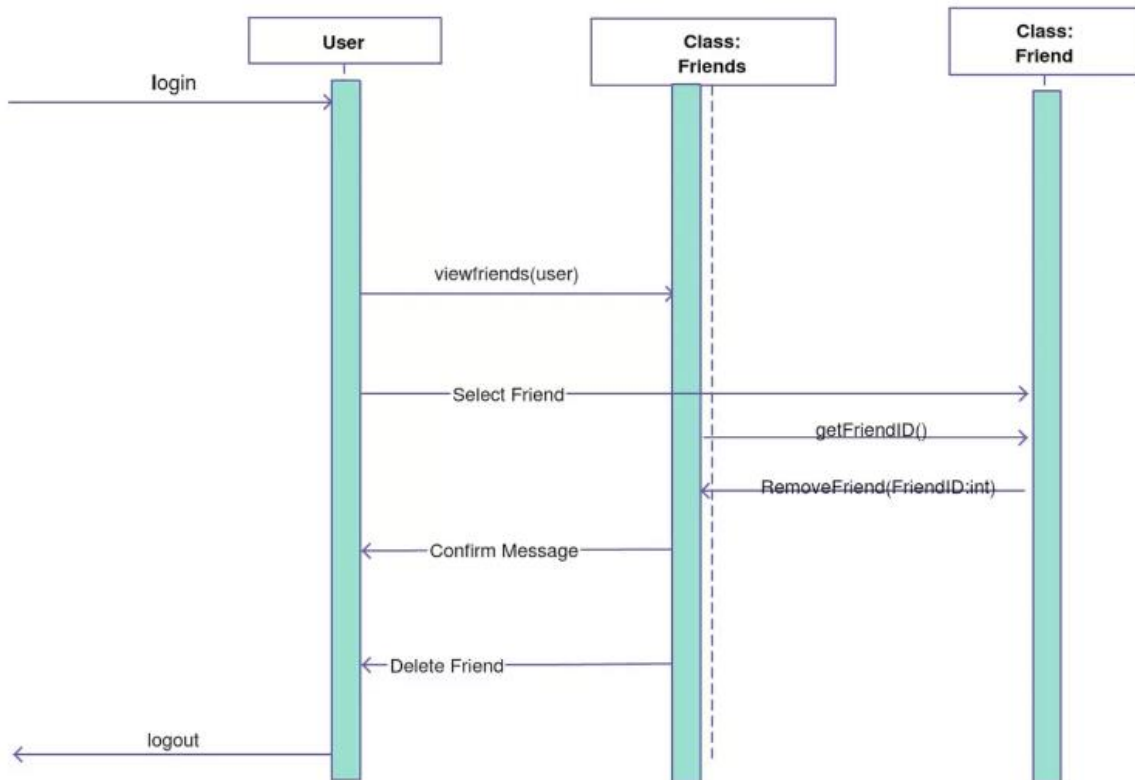 User
Class:
Friends
Class:
Friend
login
viewfriends(user)
Select Friend
getFriendID()
RemoveFriend(FriendID:int)
Confirm Message
Delete Friend
logout